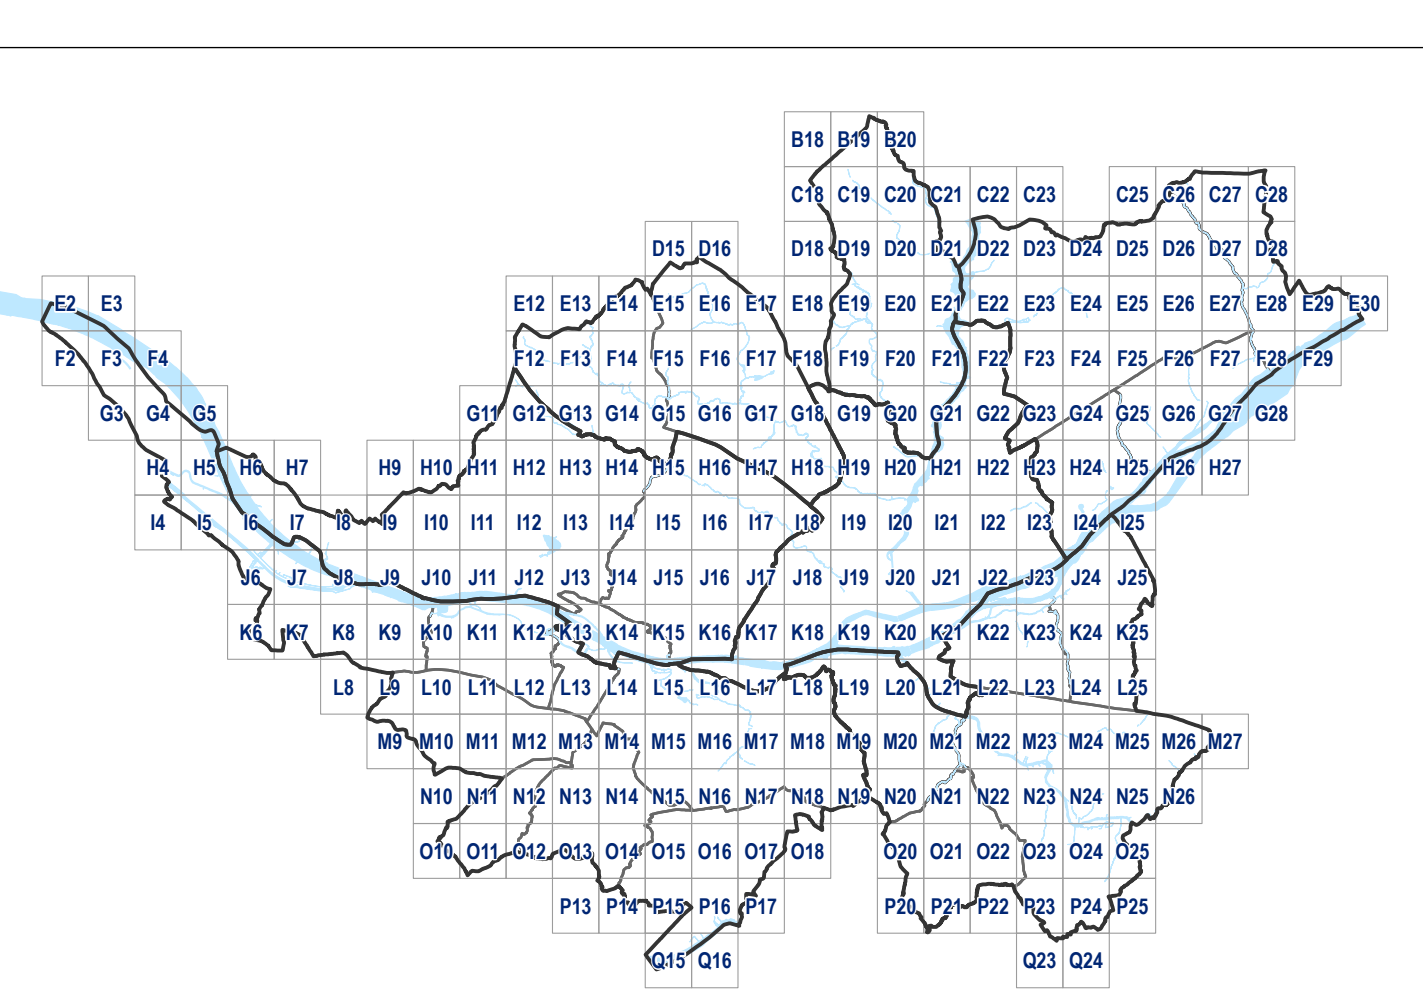 B18 B19 B20
C18 C19 C20 C21 C22 C23 C25 C26 C27 C28
D15 D16 D18 D19 D20 D21 D22 D23 D24 D25 D26 D27 D28
E2 E3 E12 E13 E14 E15 E16 E17 E18 E19 E20 E21 E22 E23 E24 E25 E26 E27 E28 E29 E30
F2 F3 F4 F12 F13 F14 F15 F16 F17 F18 F19 F20 F21 F22 F23 F24 F25 F26 F27 F28 F29
G3 G4 G5 G11 G12 G13 G14 G15 G16 G17 G18 G19 G20 G21 G22 G23 G24 G25 G26 G27 G28
H4 H5 H6 H7 H9 H10 H11 H12 H13 H14 H15 H16 H17 H18 H19 H20 H21 H22 H23 H24 H25 H26 H27
I4 I5 I6 I7 I8 I9 I10 I11 I12 I13 I14 I15 I16 I17 I18 I19 I20 I21 I22 I23 I24 I25
J6 J7 J8 J9 J10 J11 J12 J13 J14 J15 J16 J17 J18 J19 J20 J21 J22 J23 J24 J25
K6 K7 K8 K9 K10 K11 K12 K13 K14 K15 K16 K17 K18 K19 K20 K21 K22 K23 K24 K25
L8 L9 L10 L11 L12 L13 L14 L15 L16 L17 L18 L19 L20 L21 L22 L23 L24 L25
M9 M10 M11 M12 M13 M14 M15 M16 M17 M18 M19 M20 M21 M22 M23 M24 M25 M26 M27
N10 N11 N12 N13 N14 N15 N16 N17 N18 N19 N20 N21 N22 N23 N24 N25 N26
O10 O11 O12 O13 O14 O15 O16 O17 O18 O20 O21 O22 O23 O24 O25
P13 P14 P15 P16 P17 P20 P21 P22 P23 P24 P25
Q15 Q16 Q23 Q24